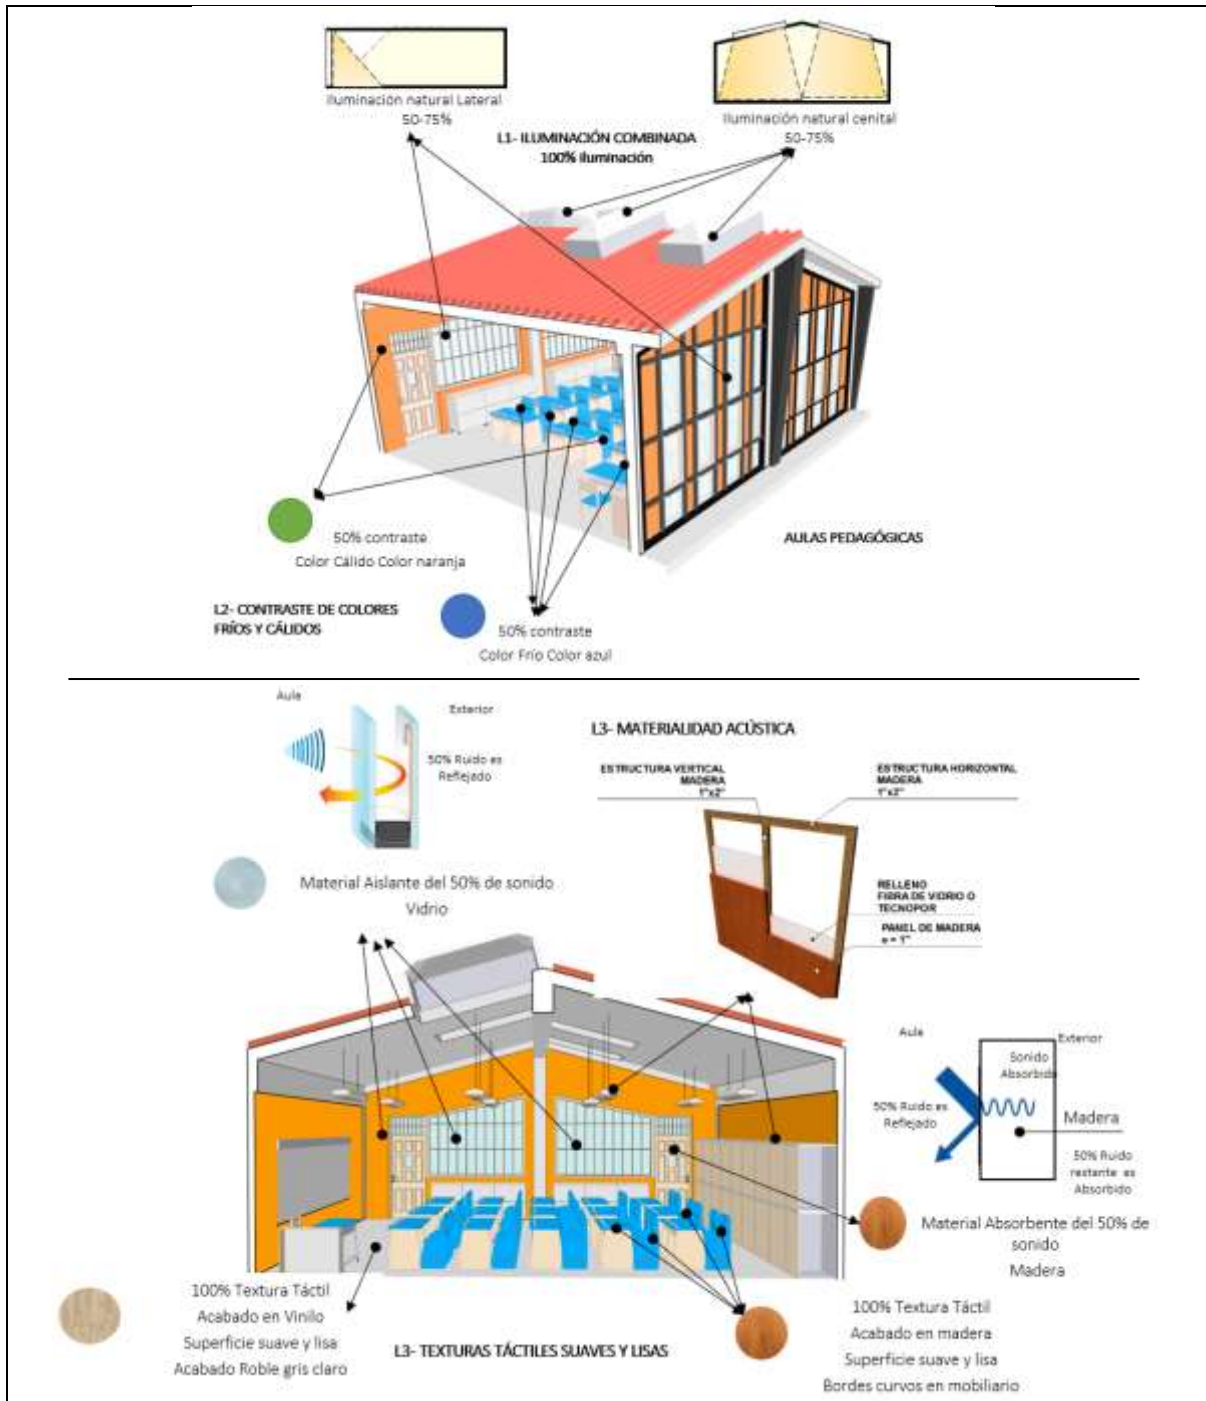 Iluminación natural Lateral
50-75%
Iluminación natural cenital
50-75%
L1- ILUMINACIÓN COMBINADA
100% iluminación
50% contraste
Color Cálido Color naranja
AULAS PEDAGÓGICAS
L2- CONTRASTE DE COLORES
FRÍOS Y CÁLIDOS
50% contraste
Color Frío Color azul
Aula
Exterior
50% Ruido es
Reflejado
L3- MATERIALIDAD ACÙSTICA
ESTRUCTURA VERTICAL
MADERA
1"x2"
ESTRUCTURA HORIZONTAL
MADERA
1"x2"
RELLENO
FIBRA DE VIDRIO O
TECNOPOR
PANEL DE MADERA
e = 1"
Material Aislante del 50% de sonido
Vidrio
Aula
Exterior
Sonido
Absorbido
50% Ruido es
Reflejado
Madera
50% Ruido
restante es
Absorbido
Material Absorbente del 50% de
sonido
Madera
100% Textura Táctil
Acabado en Vinilo
Superficie suave y lisa
Acabado Roble gris claro
L3- TEXTURAS TÁCTILES SUAVES Y LISAS
100% Textura Táctil
Acabado en madera
Superficie suave y lisa
Bordes curvos en mobiliario